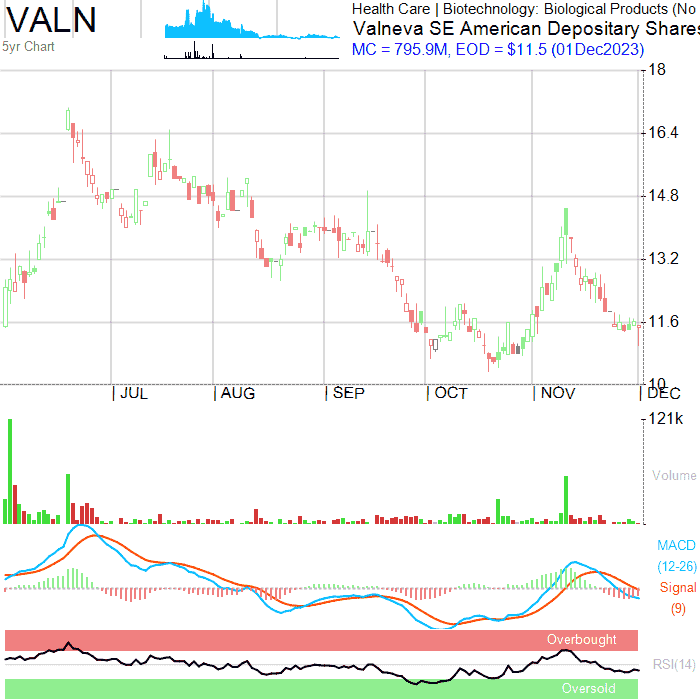 VALN
5yr Chart
Health Care | Biotechnology: Biological Products (No
Valneva SE American Depositary Shares
MC = 795.9M, EOD = $11.5 (01Dec2023)
18
16.4
14.8
13.2
11.6
10
JUL AUG SEP OCT NOV DEC
121k
Volume
MACD
(12-26)
Signal
(9)
Overbought
RSI(14)
Oversold